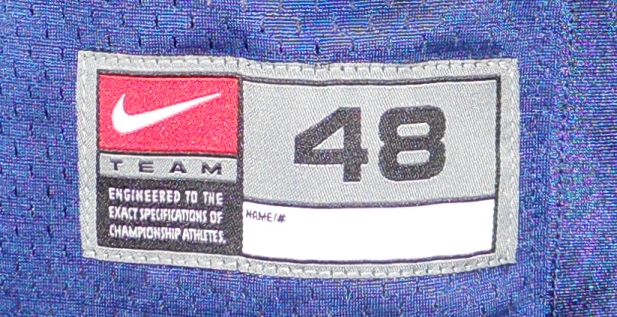 TEAM
ENGINEERED TO THE
EXACT SPECIFICATIONS OF
CHAMPIONSHIP ATHLETES.
48
NAME/#